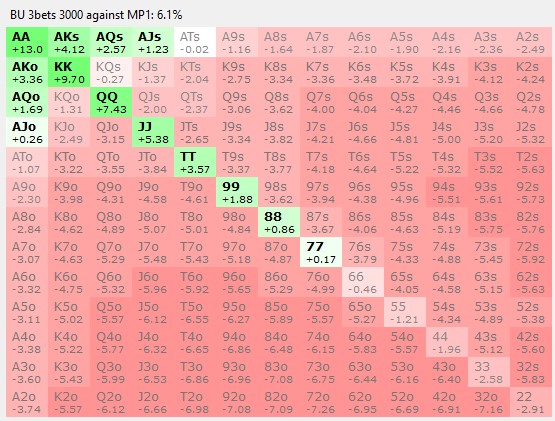 BU 3bets 3000 against MP1: 6.1%
AA AKs AQs AJs ATs A9s A8s A7s A6s A5s A4s A3s A2s
+13.0 +4.12 +2.57 +1.23 -0.02 -1.16 -1.64 -1.87 -2.10 -1.90 -2.16 -2.36 -2.49
AKo KK KQs KJs KTs K9s K8s K7s K6s K5s K4s K3s K2s
+3.36 +9.70 -0.27 -1.37 -2.04 -2.75 -3.34 -3.36 -3.48 -3.72 -3.91 -4.12 -4.24
AQo KQo QQ QJs QTs Q9s Q8s Q7s Q6s Q5s Q4s Q3s Q2s
+1.69 -1.31 +7.43 -2.00 -2.37 -3.06 -3.62 -4.00 -4.04 -4.27 -4.46 -4.66 -4.78
AJo KJo QJo JJ JTs J9s J8s J7s J6s J5s J4s J3s J2s
+0.26 -2.49 -3.15 +5.38 -2.65 -3.34 -3.82 -4.21 -4.66 -4.81 -5.00 -5.20 -5.32
ATo KTo QTo JTo TT T9s T8s T7s T6s T5s T4s T3s T2s
-1.07 -3.22 -3.55 -3.84 +3.57 -3.37 -3.77 -4.18 -4.64 -5.22 -5.32 -5.52 -5.63
A9o K9o Q9o J9o T9o 99 98s 97s 96s 95s 94s 93s 92s
-2.30 -3.98 -4.31 -4.58 -4.61 +1.88 -3.62 -3.94 -4.38 -4.96 -5.51 -5.61 -5.73
A8o K8o Q8o J8o T8o 98o 88 87s 86s 85s 84s 83s 82s
-2.84 -4.62 -4.89 -5.07 -5.01 -4.84 +0.86 -3.67 -4.06 -4.63 -5.19 -5.75 -5.76
A7o K7o Q7o J7o T7o 97o 87o 77 76s 75s 74s 73s 72s
-3.07 -4.63 -5.29 -5.48 -5.43 -5.18 -4.87 +0.17 -3.79 -4.33 -4.88 -5.45 -5.92
A6o K6o Q6o J6o T6o 96o 86o 76o 66 65s 64s 63s 62s
-3.32 -4.75 -5.32 -5.96 -5.92 -5.65 -5.29 -4.99 -0.46 -4.05 -4.58 -5.15 -5.63
A5o K5o Q5o J5o T5o 95o 85o 75o 65o 55 54s 53s 52s
-3.11 -5.02 -5.57 -6.12 -6.55 -6.27 -5.89 -5.57 -5.27 -1.21 -4.34 -4.89 -5.38
A4o K4o Q4o J4o T4o 94o 84o 74o 64o 54o 44 43s 42s
-3.38 -5.22 -5.77 -6.32 -6.65 -6.86 -6.48 -6.15 -5.83 -5.57 -1.96 -5.12 -5.60
A3o K3o Q3o J3o T3o 93o 83o 73o 63o 53o 43o 33 32s
-3.60 -5.43 -5.99 -6.53 -6.86 -6.96 -7.08 -6.75 -6.44 -6.16 -6.40 -2.58 -5.83
A2o K2o Q2o J2o T2o 92o 82o 72o 62o 52o 42o 32o 22
-3.74 -5.57 -6.12 -6.66 -6.98 -7.08 -7.09 -7.26 -6.95 -6.69 -6.91 -7.16 -2.91